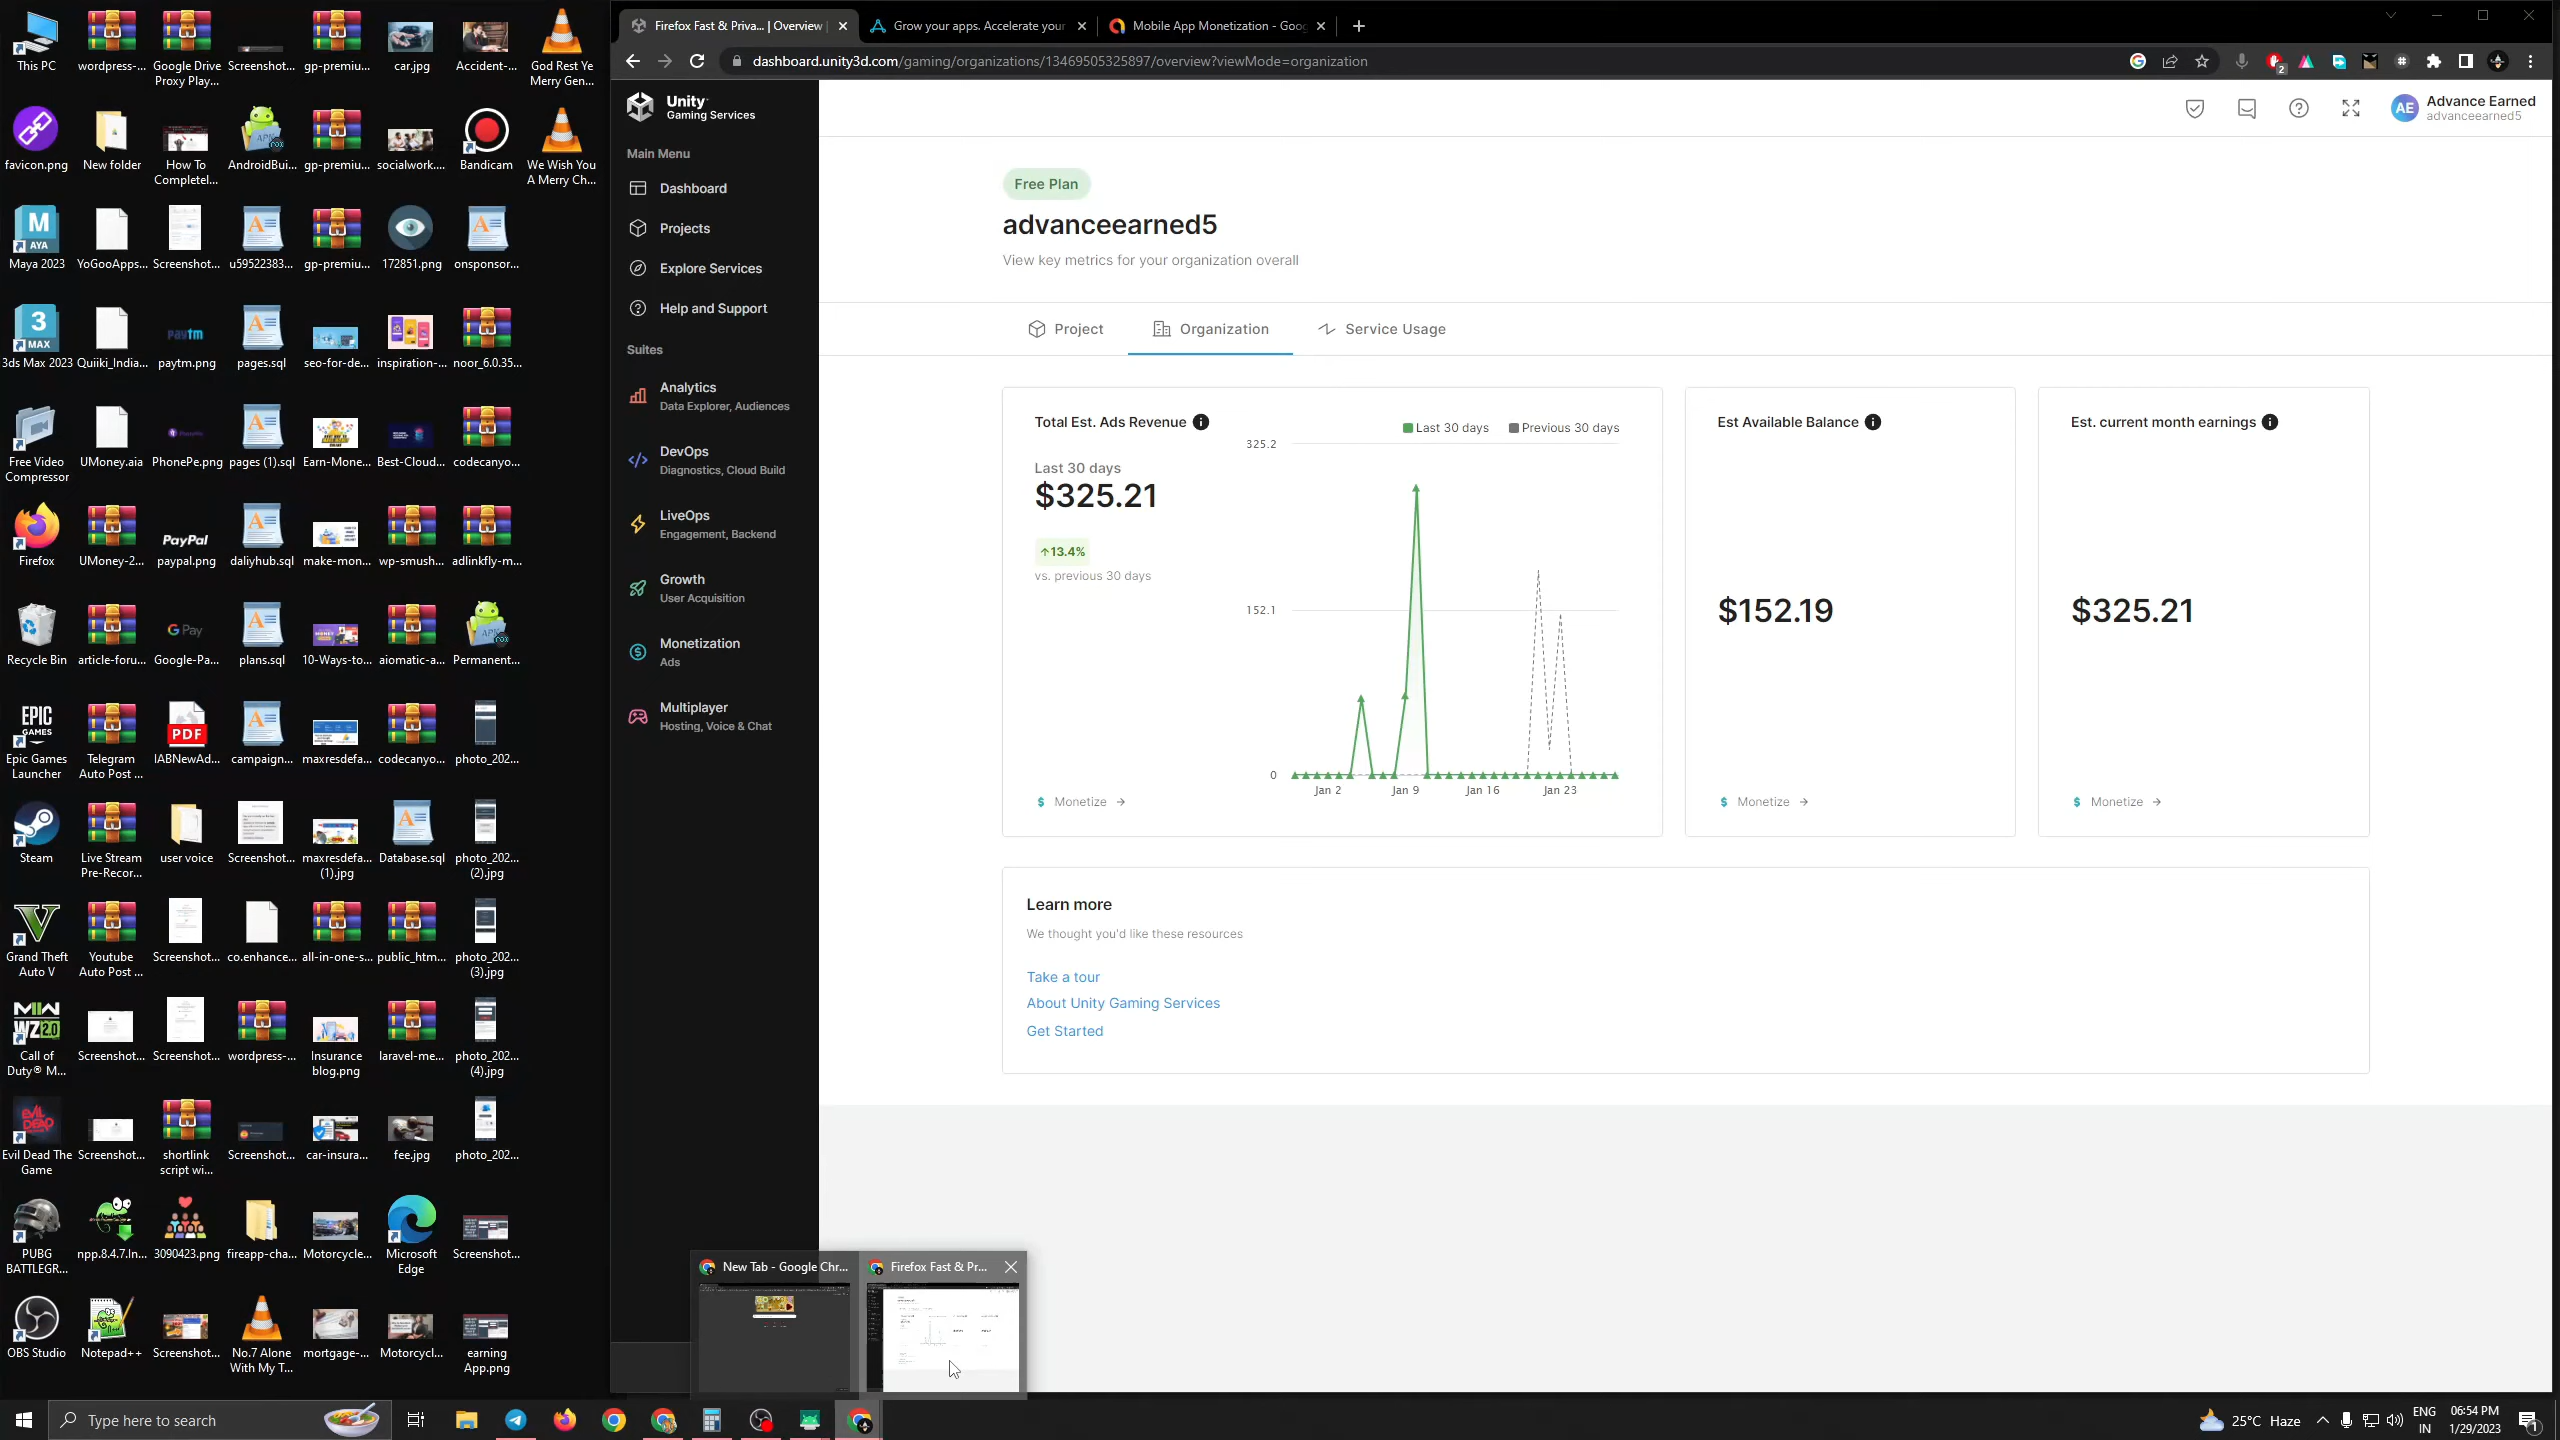 This PC
wordpress-...
Google Drive
Proxy Play...
Screenshot...
gp-premiu...
car.jpg
Accident-...
God Rest Ye
Merry Gen...
favicon.png
New folder
How To
Completel...
AndroidBui...
gp-premiu...
socialwork....
Bandicam
We Wish You
A Merry Ch...
Maya 2023
YoGooApps...
Screenshot...
u59522383...
gp-premiu...
172851.png
onsponsor...
3ds Max 2023
Quiiki_India...
paytm.png
pages.sql
seo-for-de...
inspiration-...
noor_6.0.35...
Free Video
Compressor
UMoney.aia
PhonePe.png
pages (1).sql
Earn-Mone...
Best-Cloud...
codecanyo...
Firefox
UMoney-2...
paypal.png
daliyhub.sql
make-mon...
wp-smush...
adlinkfly-m...
Recycle Bin
article-foru...
Google-Pa...
plans.sql
10-Ways-to...
aiomatic-a...
Permanent...
Epic Games
Launcher
Telegram
Auto Post ...
IABNewAd...
campaign...
maxresdefa...
codecanyo...
photo_202...
Steam
Live Stream
Pre-Recor...
user voice
Screenshot...
maxresdefa...
(1).jpg
Database.sql
photo_202...
(2).jpg
Grand Theft
Auto V
Youtube
Auto Post ...
Screenshot...
co.enhance...
all-in-one-s...
public_htm...
photo_202...
(3).jpg
Call of
Duty® M...
Screenshot...
Screenshot...
wordpress-...
Insurance
blog.png
laravel-me...
photo_202...
(4).jpg
Evil Dead The
Game
Screenshot...
shortlink
script wi...
Screenshot...
car-insura...
fee.jpg
photo_202...
PUBG
BATTLEGR...
npp.8.4.7.In...
3090423.png
fireapp-cha...
Motorcycle...
Microsoft
Edge
Screenshot...
OBS Studio
Notepad++
Screenshot...
No.7 Alone
With My T...
mortgage-...
Motorcycl...
earning
App.png
Firefox Fast & Priva... | Overview
Grow your apps. Accelerate your
Mobile App Monetization - Goog
dashboard.unity3d.com/gaming/organizations/13469505325897/overview?viewMode=organization
Unity
Gaming Services
Main Menu
Dashboard
Projects
Explore Services
Help and Support
Suites
Analytics
Data Explorer, Audiences
DevOps
Diagnostics, Cloud Build
LiveOps
Engagement, Backend
Growth
User Acquisition
Monetization
Ads
Multiplayer
Hosting, Voice & Chat
AE
Advance Earned
advanceearned5
Free Plan
advanceearned5
View key metrics for your organization overall
Project
Organization
Service Usage
Total Est. Ads Revenue
Last 30 days
Previous 30 days
Last 30 days
$325.21
13.4%
vs. previous 30 days
325.2
152.1
0
Jan 2
Jan 9
Jan 16
Jan 23
$ Monetize
Est Available Balance
$152.19
$ Monetize
Est. current month earnings
$325.21
$ Monetize
Learn more
We thought you'd like these resources
Take a tour
About Unity Gaming Services
Get Started
New Tab - Google Chr...
Firefox Fast & Pr...
Type here to search
25°C Haze
ENG
IN
06:54 PM
1/29/2023